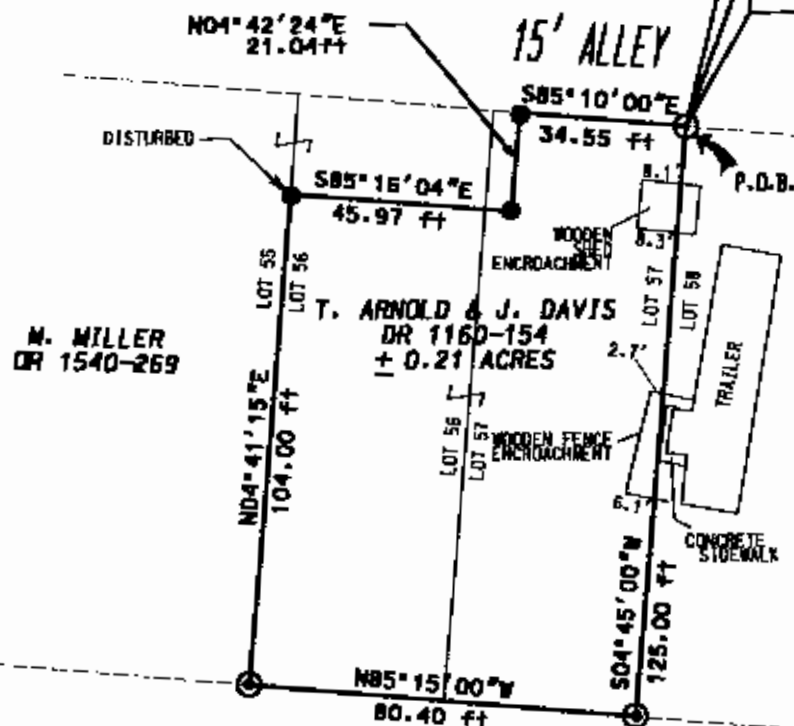 N04°42'24"E
21.04ft
15' ALLEY
S85°10'00"E
34.55 ft
DISTURBED
S85°16'04"E
45.97 ft
8.1'
P.O.B.
WOODEN
SHED
ENCROACHMENT
8.3'
LOT 55
LOT 56
LOT 57
LOT 58
T. ARNOLD & J. DAVIS
DR 1160-154
± 0.21 ACRES
M. MILLER
DR 1540-269
2.7'
TRAILER
N04°41'15"E
104.00 ft
LOT 56
LOT 57
WOODEN FENCE
ENCROACHMENT
6.1'
CONCRETE
SIDEWALK
S04°45'00"W
125.00 ft
N85°15'00"W
80.40 ft